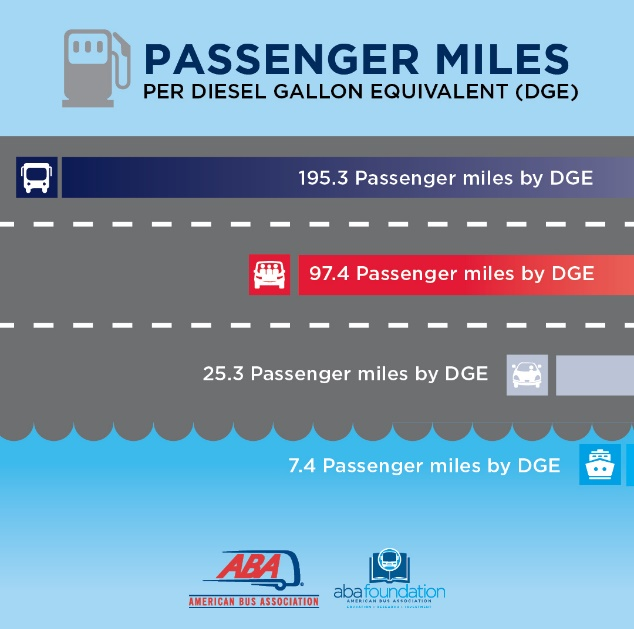 PASSENGER MILES
PER DIESEL GALLON EQUIVALENT (DGE)
195.3 Passenger miles by DGE
97.4 Passenger miles by DGE
25.3 Passenger miles by DGE
7.4 Passenger miles by DGE
ABA
AMERICAN BUS ASSOCIATION
abafoundation
AMERICAN BUS ASSOCIATION